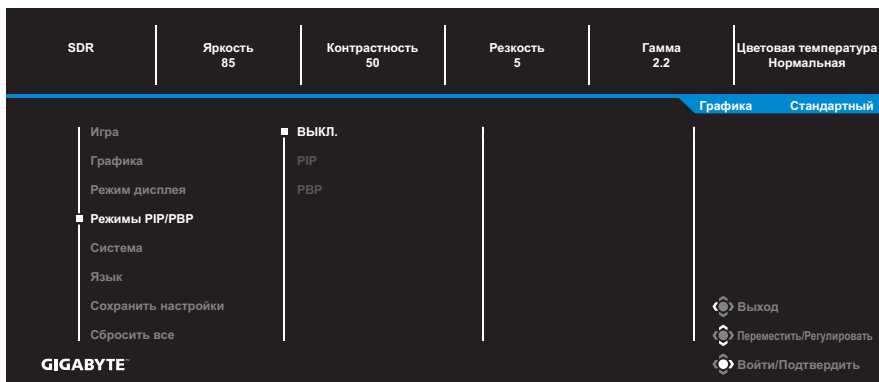 SDR
Яркость
85
Контрастность
50
Резкость
5
Гамма
2.2
Цветовая температура
Нормальная
Графика Стандартный
Игра
Графика
Режим дисплея
Режимы PIP/PBP
Система
Язык
Сохранить настройки
Сбросить все
ВЫКЛ.
PIP
PBP
Выход
Переместить/Регулировать
Войти/Подтвердить
GIGABYTE™